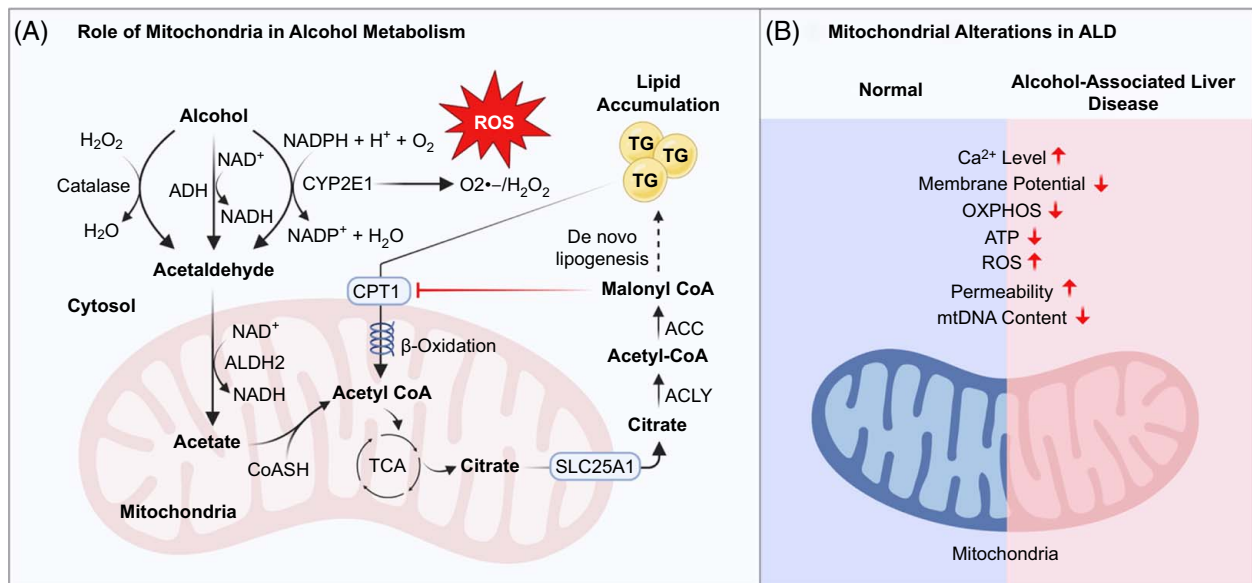 (A) Role of Mitochondria in Alcohol Metabolism
Alcohol
H₂O₂
Catalase
H₂O
ADH
NAD⁺
NADH
NADPH + H⁺ + O₂
CYP2E1
NADP⁺ + H₂O
ROS
O2•−/H₂O₂
Acetaldehyde
Cytosol
NAD⁺
ALDH2
NADH
Acetate
CoASH
Mitochondria
CPT1
β-Oxidation
Acetyl CoA
TCA
Citrate
SLC25A1
Lipid
Accumulation
TG
TG
TG
De novo
lipogenesis
Malonyl CoA
ACC
Acetyl-CoA
ACLY
Citrate
(B) Mitochondrial Alterations in ALD
Normal
Alcohol-Associated Liver
Disease
Ca²⁺ Level
Membrane Potential
OXPHOS
ATP
ROS
Permeability
mtDNA Content
Mitochondria